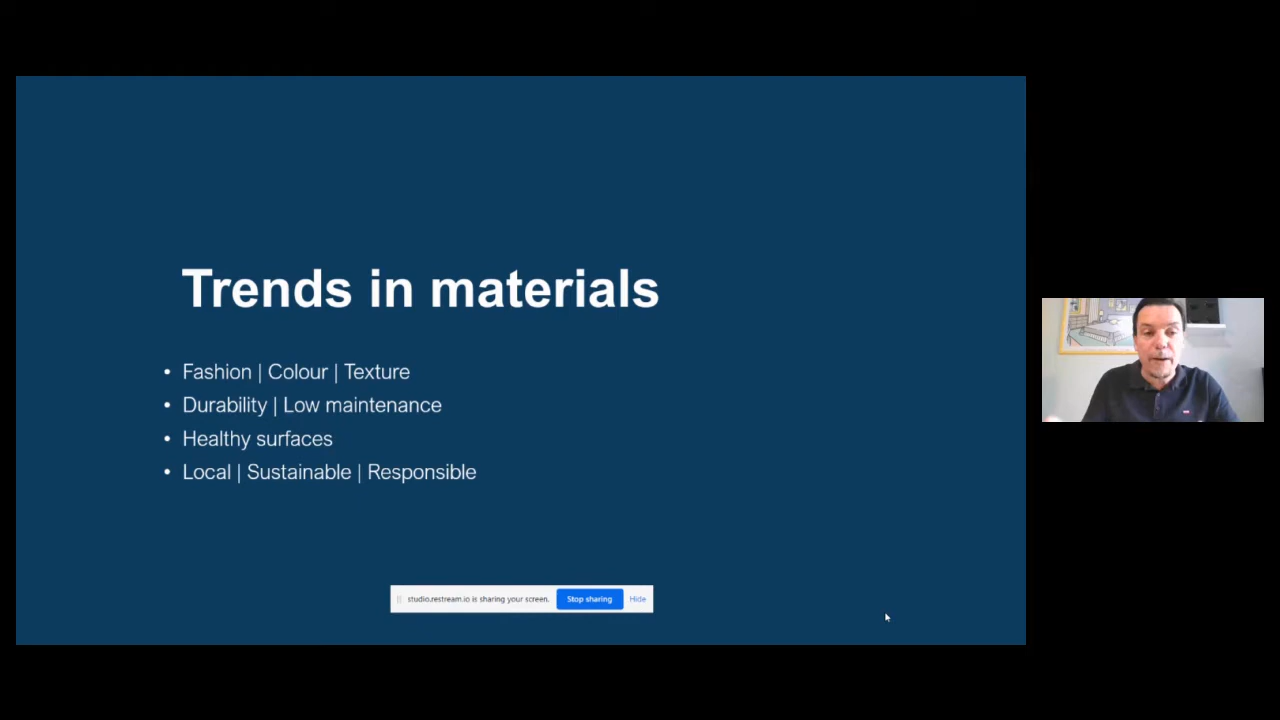 Trends in materials
• Fashion | Colour | Texture
• Durability | Low maintenance
• Healthy surfaces
• Local | Sustainable | Responsible
studio.restream.io is sharing your screen. Stop sharing Hide